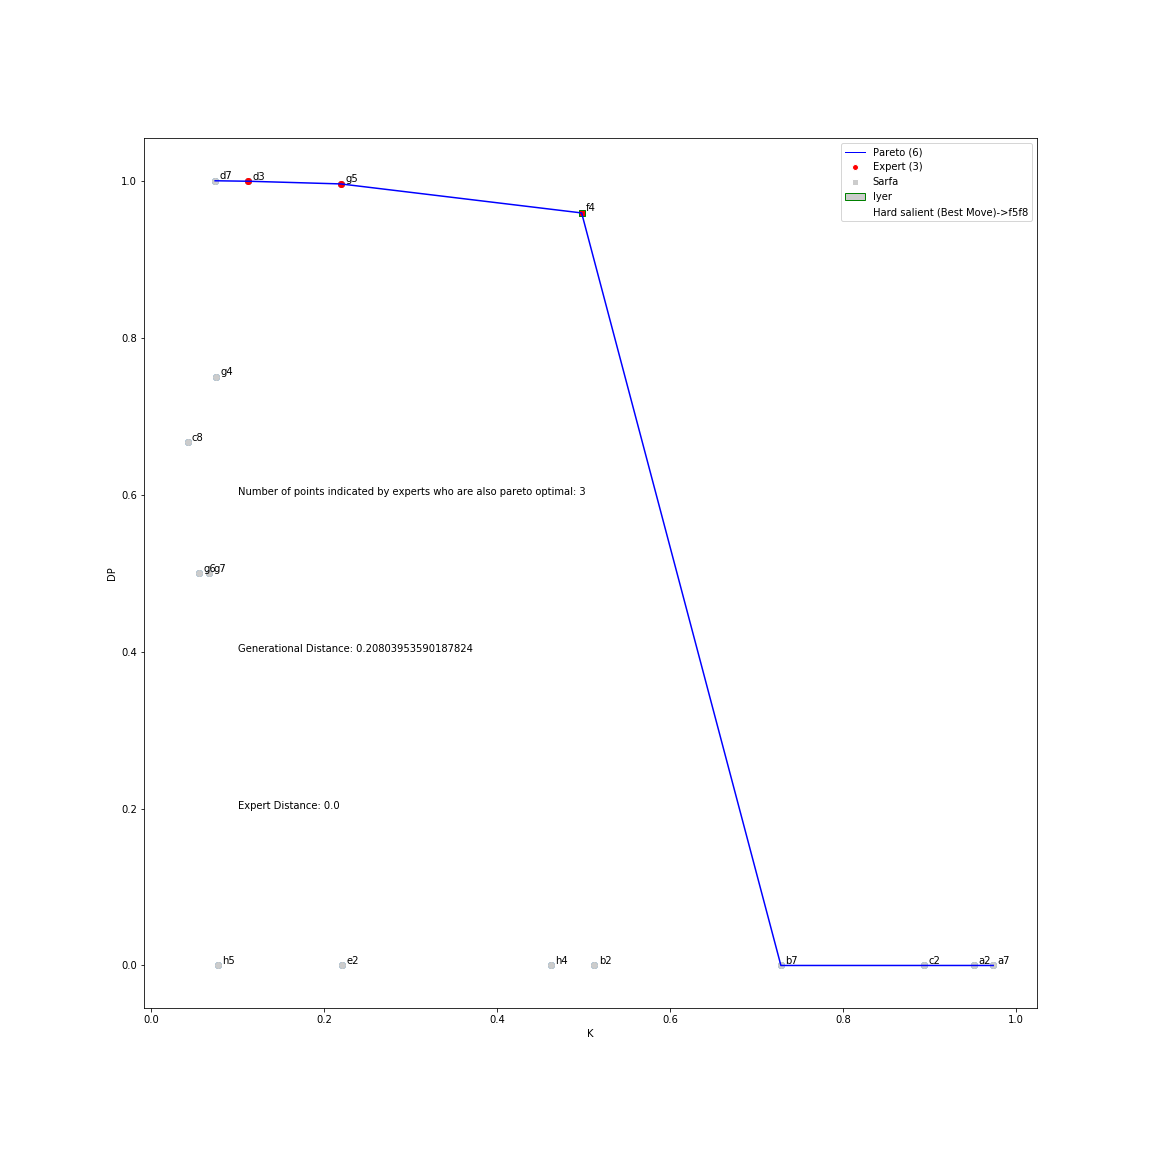 Pareto (6)
Expert (3)
Sarfa
Iyer
Hard salient (Best Move)->f5f8
1.0
d7
d3
g5
f4
0.8
g4
c8
0.6
Number of points indicated by experts who are also pareto optimal: 3
DP
g6
g7
0.4
Generational Distance: 0.20803953590187824
0.2
Expert Distance: 0.0
0.0
h5
e2
h4
b2
b7
c2
a2
a7
0.0
0.2
0.4
0.6
0.8
1.0
K